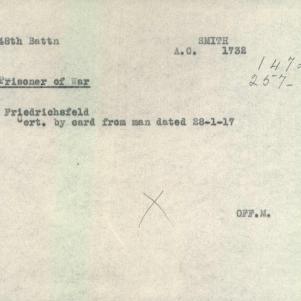 48th Battn SMITH
A.C. 1732
147
257-
Prisoner of War
Friedrichsfeld
Cert. by card from man dated 28-1-17
OFF.M.